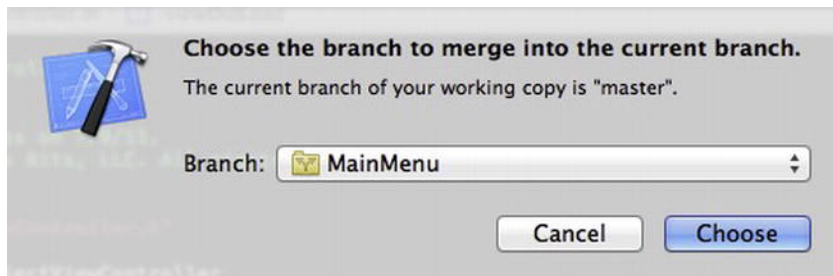 Choose the branch to merge into the current branch.
The current branch of your working copy is "master".
Branch: MainMenu
Cancel Choose